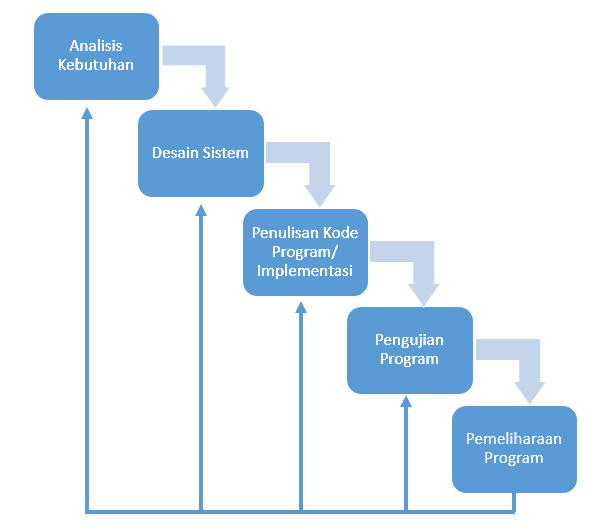 Analisis
Kebutuhan
Desain Sistem
Penulisan Kode
Program/
Implementasi
Pengujian
Program
Pemeliharaan
Program